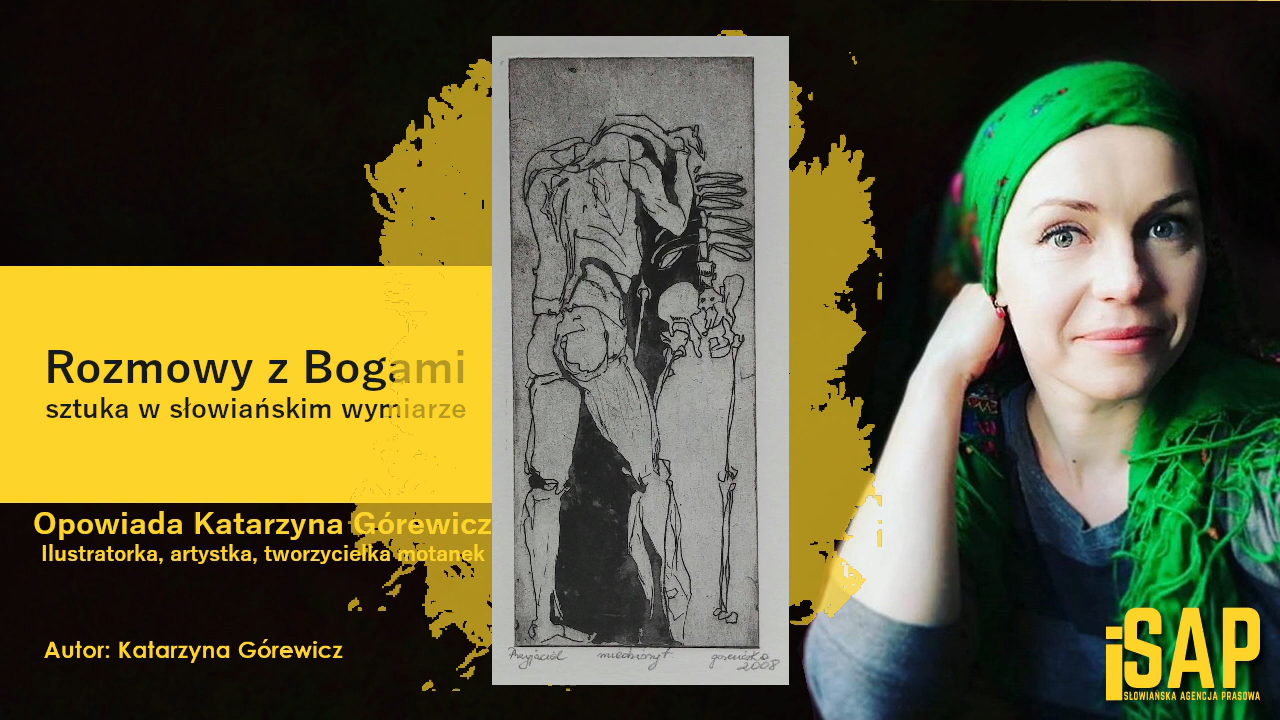 Rozmowy z Bogami
sztuka w słowiańskim wymiarze
Opowiada Katarzyna Górewicz
Ilustratorka, artystka, tworzycielka motanek
Autor: Katarzyna Górewicz
2008
iSAP
SŁOWIAŃSKA AGENCJA PRASOWA